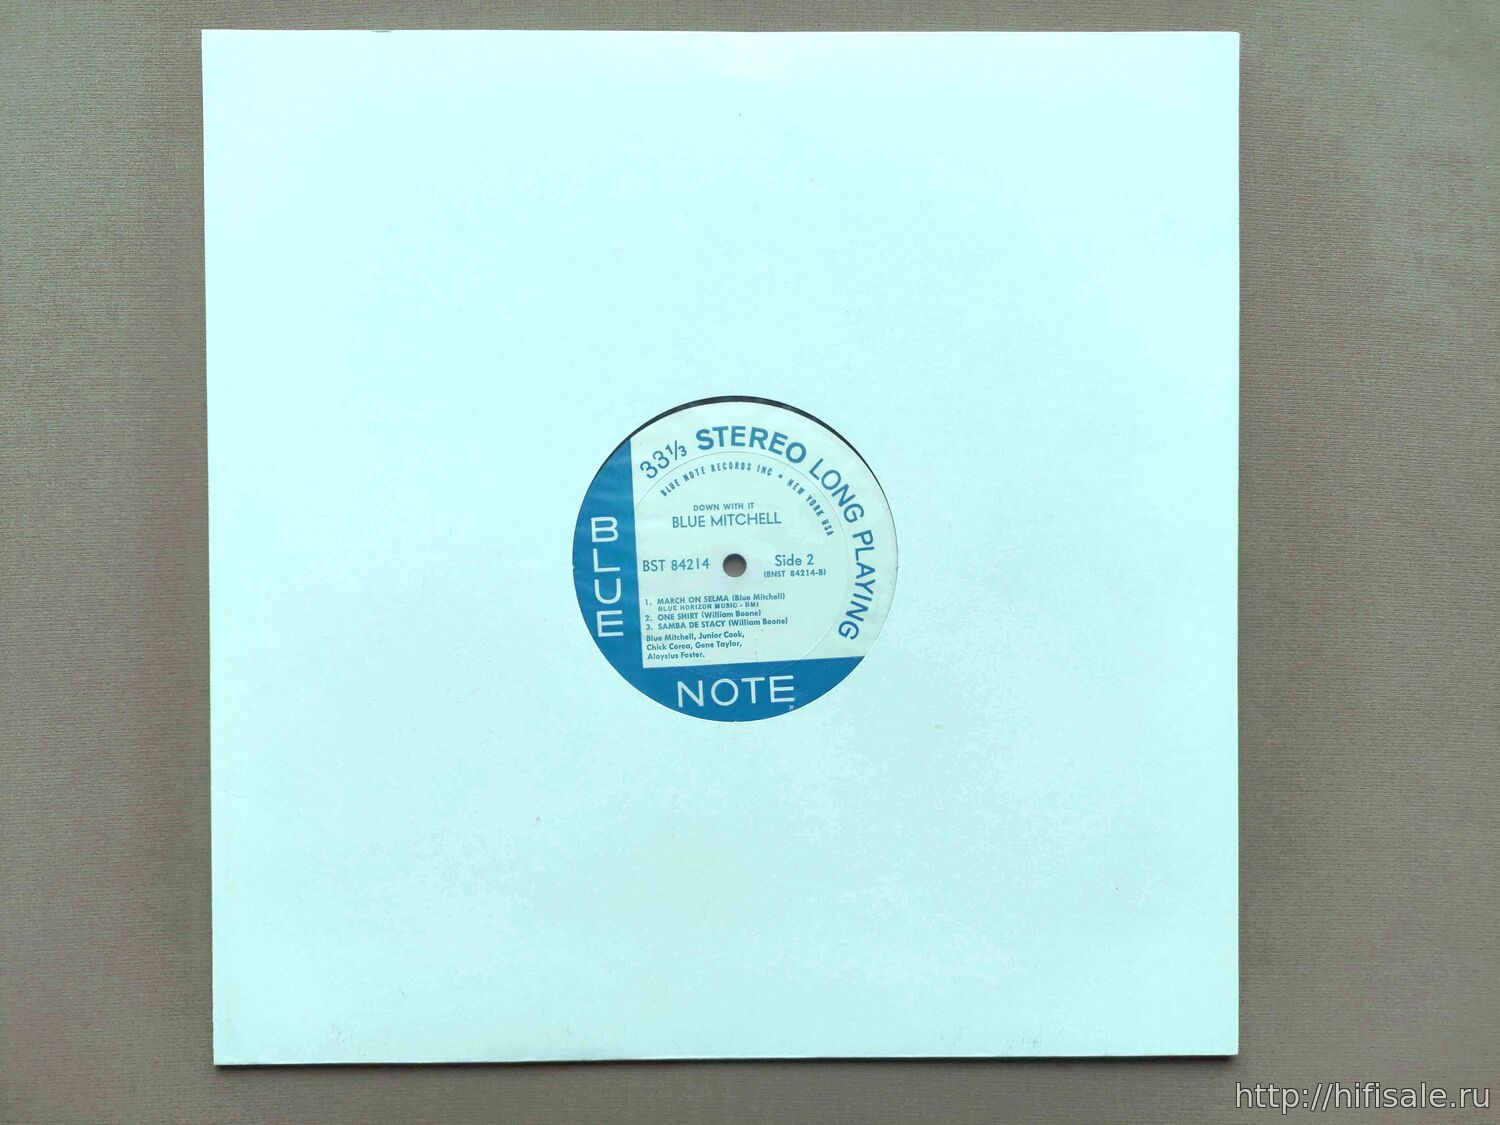 33⅓ STEREO LONG PLAYING
BLUE NOTE RECORDS INC • NEW YORK USA
DOWN WITH IT
BLUE MITCHELL
BST 84214
Side 2
(BNST 84214-B)
1. MARCH ON SELMA (Blue Mitchell)
BLUE HORIZON MUSIC - BMI
2. ONE SHIRT (William Boone)
3. SAMBA DE STACY (William Boone)
Blue Mitchell, Junior Cook,
Chick Corea, Gene Taylor,
Aloysius Foster.
BLUE
NOTE
http://hifisale.ru